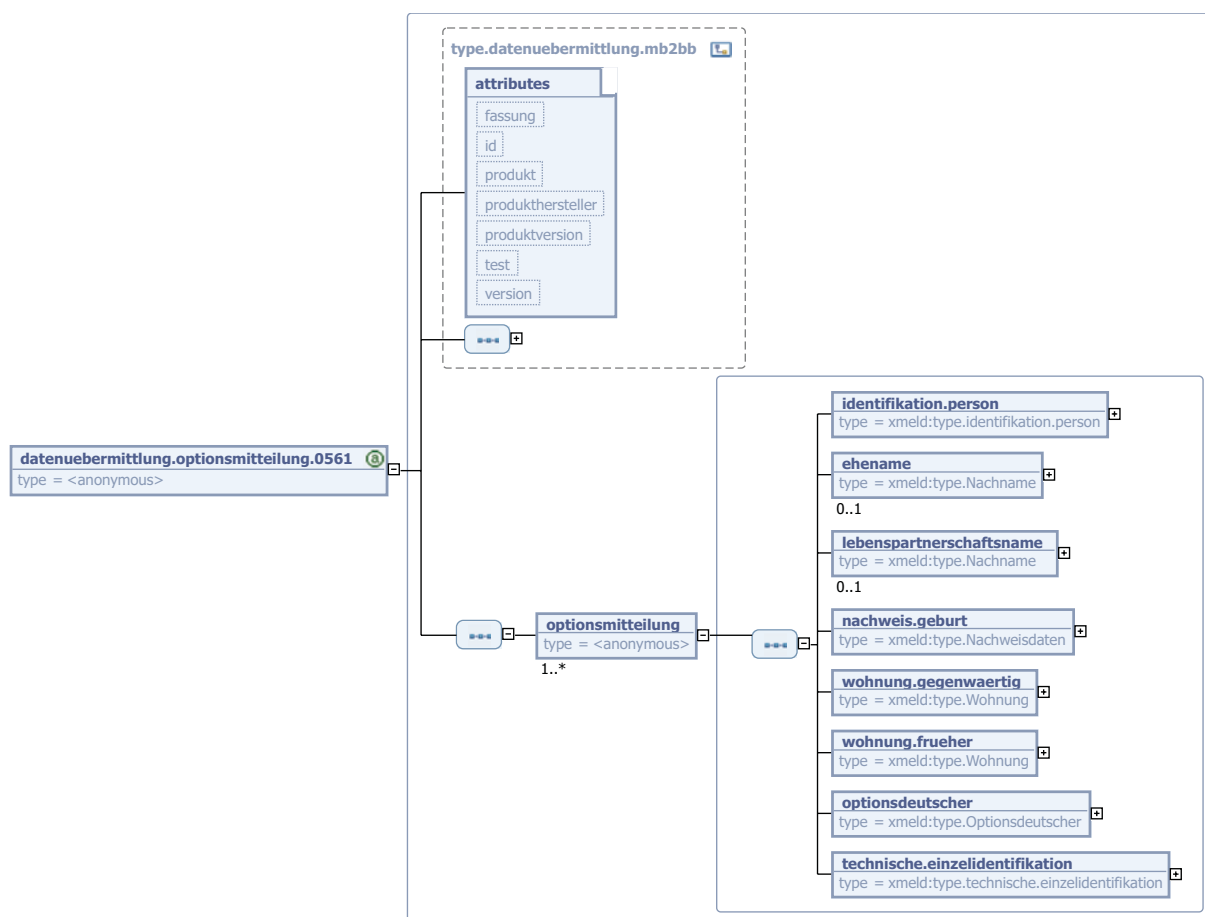 type.datenuebermittlung.mb2bb
attributes
fassung
id
produkt
produkthersteller
produktversion
test
version
datenuebermittlung.optionsmitteilung.0561
type = <anonymous>
optionsmitteilung
type = <anonymous>
1..*
identifikation.person
type = xmeld:type.identifikation.person
ehename
type = xmeld:type.Nachname
0..1
lebenspartnerschaftsname
type = xmeld:type.Nachname
0..1
nachweis.geburt
type = xmeld:type.Nachweisdaten
wohnung.gegenwaertig
type = xmeld:type.Wohnung
wohnung.frueher
type = xmeld:type.Wohnung
optionsdeutscher
type = xmeld:type.Optionsdeutscher
technische.einzelidentifikation
type = xmeld:type.technische.einzelidentifikation